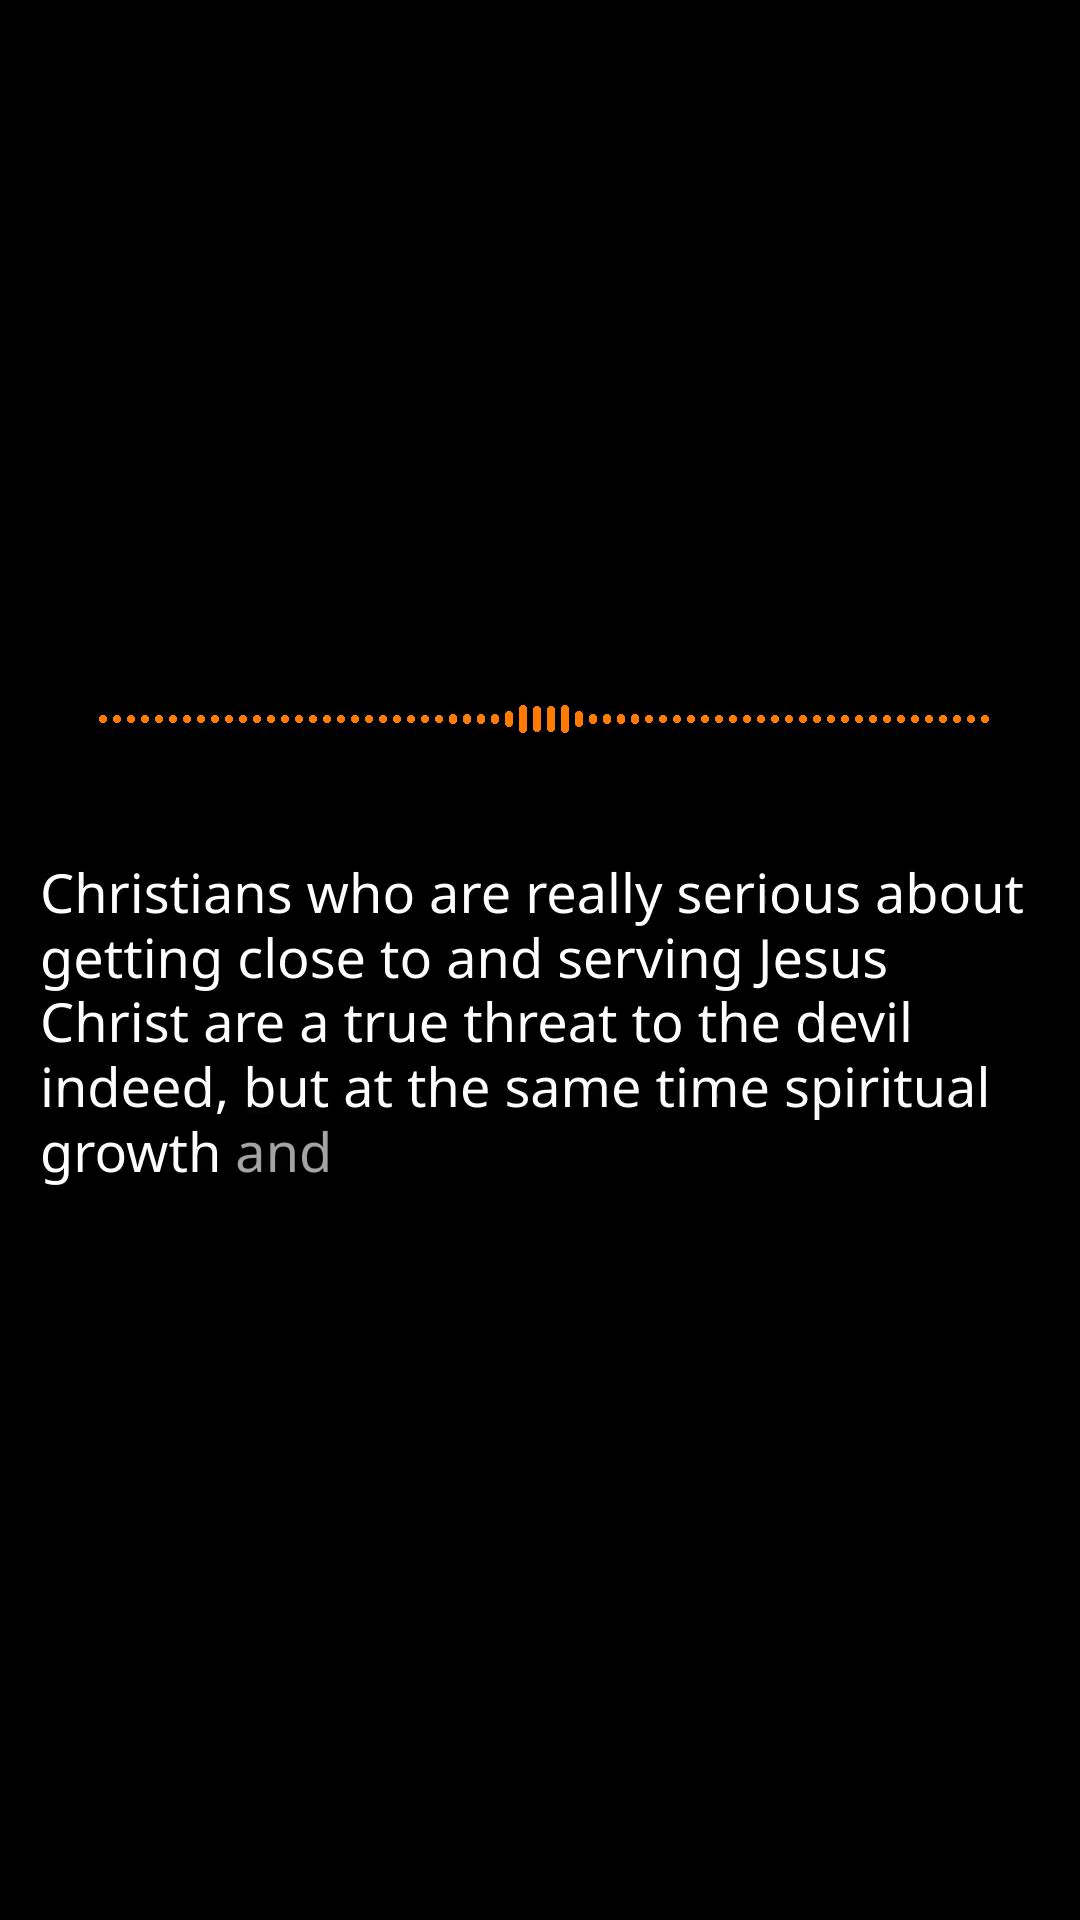 Christians who are really serious about
getting close to and serving Jesus
Christ are a true threat to the devil
indeed, but at the same time spiritual
growth and